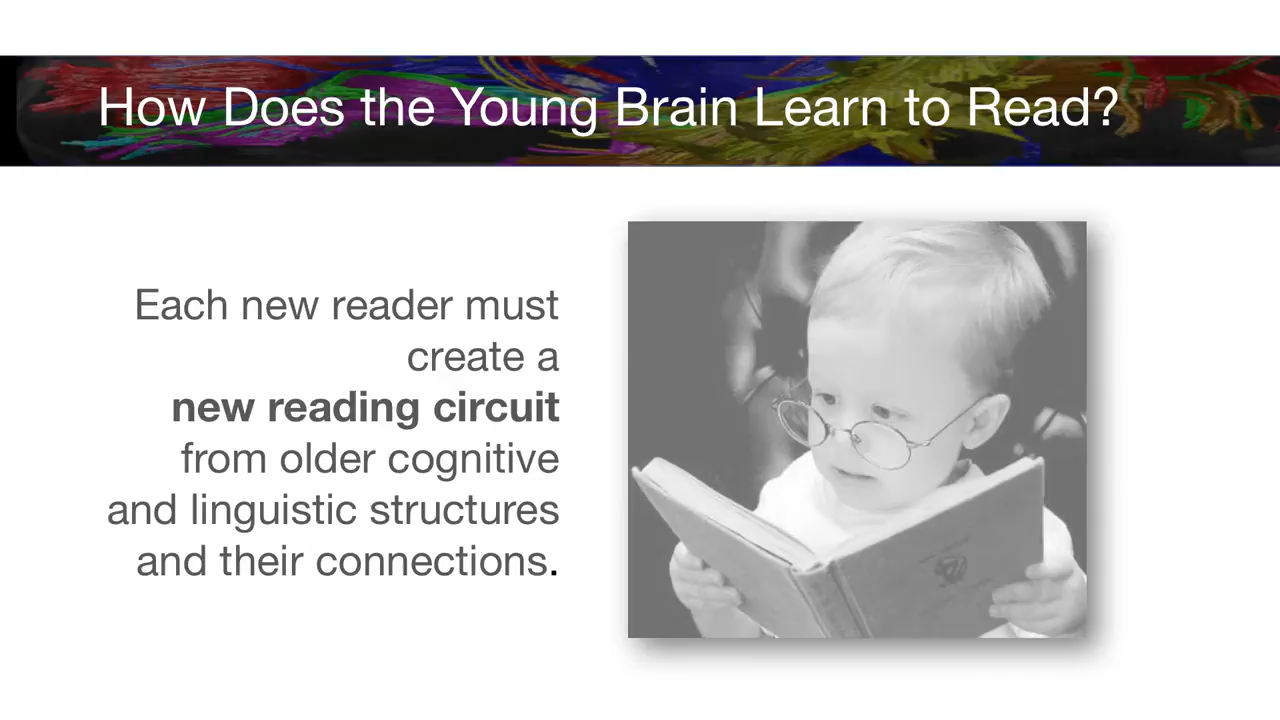 How Does the Young Brain Learn to Read?
Each new reader must
create a
new reading circuit
from older cognitive
and linguistic structures
and their connections.